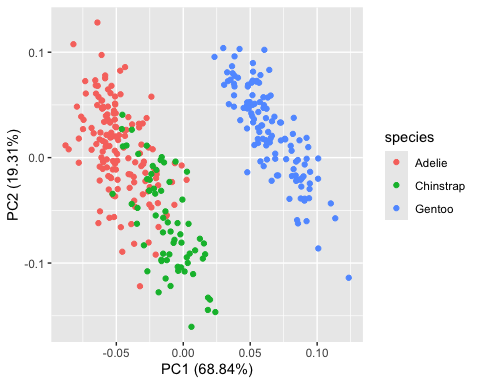 0.1
0.0
-0.1
PC2 (19.31%)
-0.05
0.00
0.05
0.10
PC1 (68.84%)
species
Adelie
Chinstrap
Gentoo